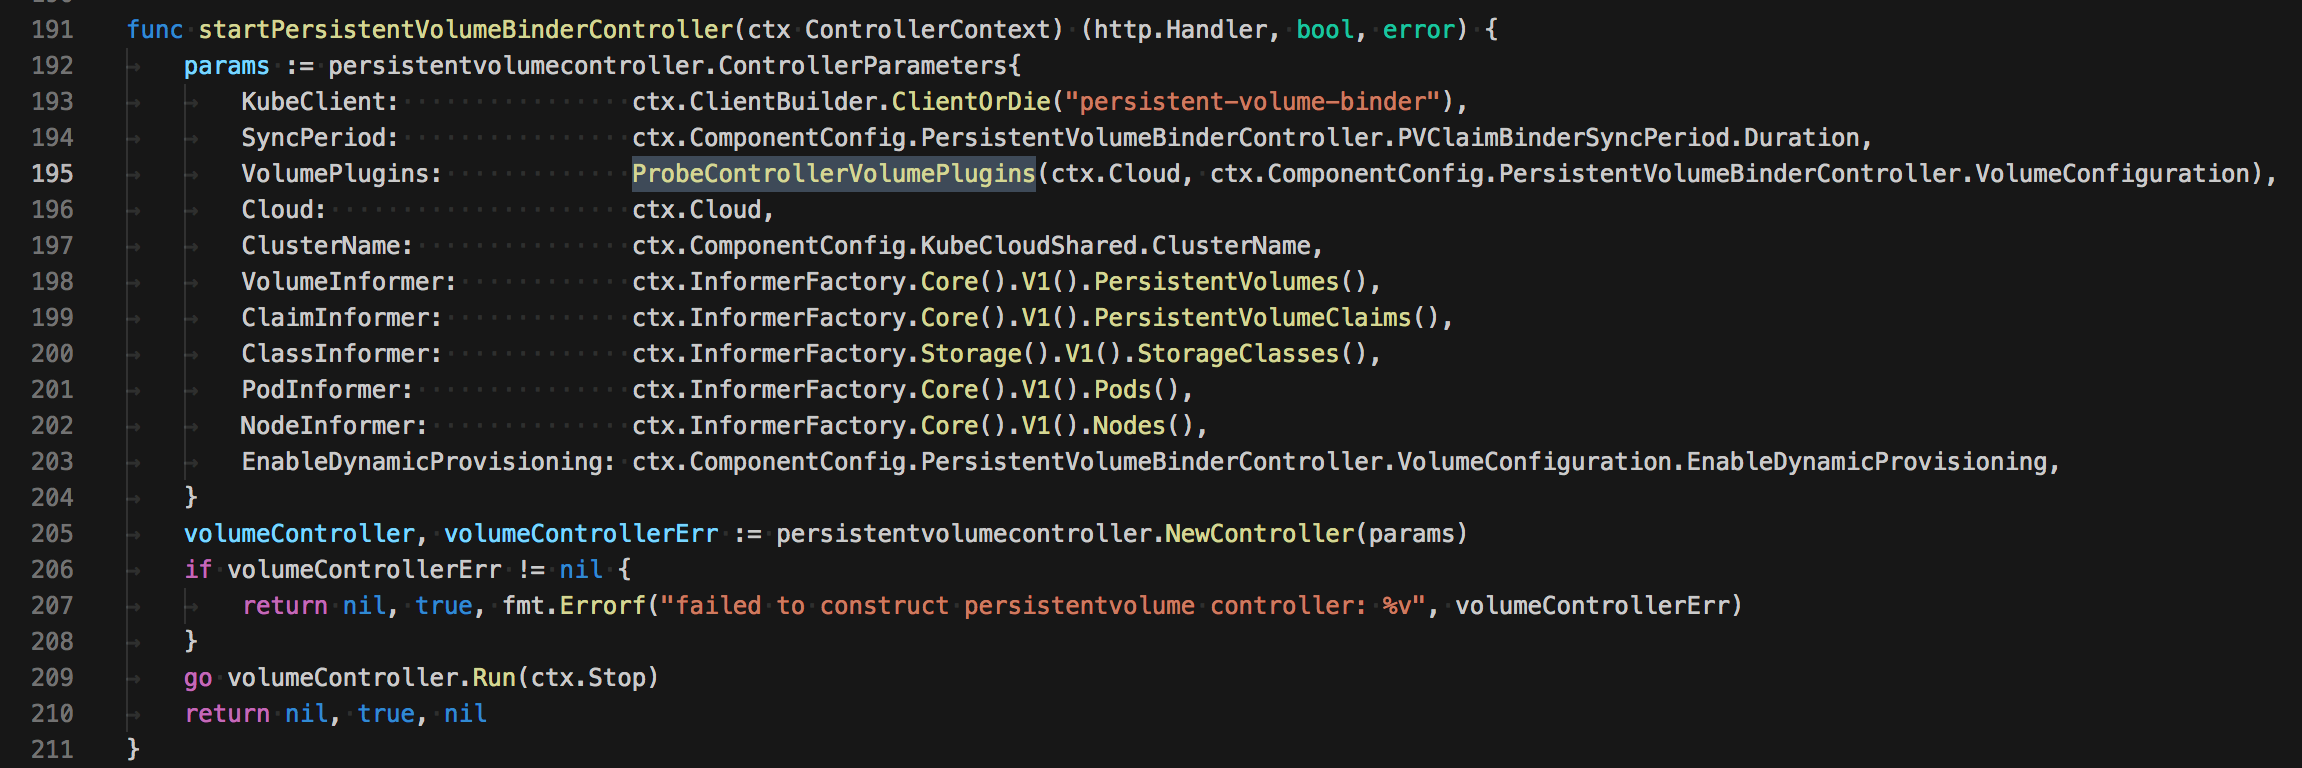 191 func startPersistentVolumeBinderController(ctx ControllerContext) (http.Handler, bool, error) {
192 params := persistentvolumecontroller.ControllerParameters{
193 KubeClient: ctx.ClientBuilder.ClientOrDie("persistent-volume-binder"),
194 SyncPeriod: ctx.ComponentConfig.PersistentVolumeBinderController.PVClaimBinderSyncPeriod.Duration,
195 VolumePlugins: ProbeControllerVolumePlugins(ctx.Cloud, ctx.ComponentConfig.PersistentVolumeBinderController.VolumeConfiguration),
196 Cloud: ctx.Cloud,
197 ClusterName: ctx.ComponentConfig.KubeCloudShared.ClusterName,
198 VolumeInformer: ctx.InformerFactory.Core().V1().PersistentVolumes(),
199 ClaimInformer: ctx.InformerFactory.Core().V1().PersistentVolumeClaims(),
200 ClassInformer: ctx.InformerFactory.Storage().V1().StorageClasses(),
201 PodInformer: ctx.InformerFactory.Core().V1().Pods(),
202 NodeInformer: ctx.InformerFactory.Core().V1().Nodes(),
203 EnableDynamicProvisioning: ctx.ComponentConfig.PersistentVolumeBinderController.VolumeConfiguration.EnableDynamicProvisioning,
204 }
205 volumeController, volumeControllerErr := persistentvolumecontroller.NewController(params)
206 if volumeControllerErr != nil {
207 return nil, true, fmt.Errorf("failed to construct persistentvolume controller: %v", volumeControllerErr)
208 }
209 go volumeController.Run(ctx.Stop)
210 return nil, true, nil
211 }